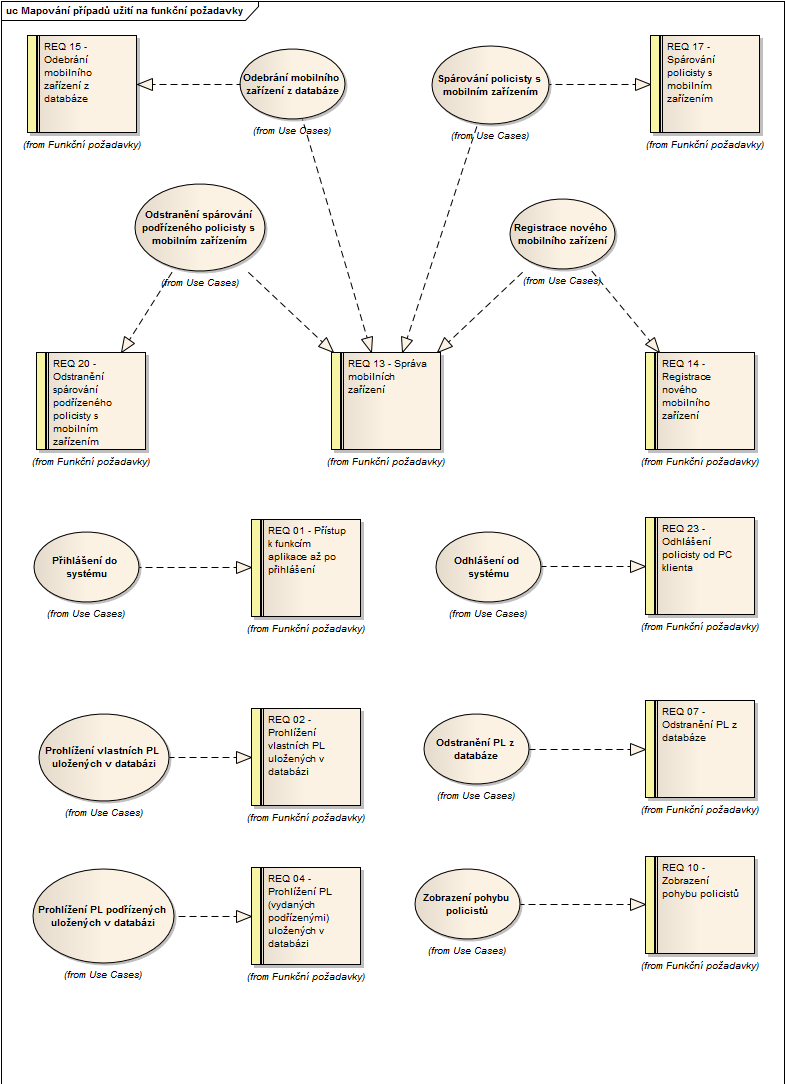 uc Mapování případů užití na funkční požadavky
REQ 15 -
Odebrání
mobilního
zařízení z
databáze
(from Funkční požadavky)
Odebrání mobilního
zařízení z databáze
(from Use Cases)
Spárování policisty s
mobilním zařízením
(from Use Cases)
REQ 17 -
Spárování
policisty s
mobilním
zařízením
(from Funkční požadavky)
Odstranění spárování
podřízeného policisty s
mobilním zařízením
(from Use Cases)
Registrace nového
mobilního zařízení
(from Use Cases)
REQ 20 -
Odstranění
spárování
podřízeného
policisty s
mobilním
zařízením
(from Funkční požadavky)
REQ 13 - Správa
mobilních
zařízení
(from Funkční požadavky)
REQ 14 -
Registrace
nového
mobilního
zařízení
(from Funkční požadavky)
Přihlášení do
systému
(from Use Cases)
REQ 01 - Přístup
k funkcím
aplikace až po
přihlášení
(from Funkční požadavky)
Odhlášení od
systému
(from Use Cases)
REQ 23 -
Odhlášení
policisty od PC
klienta
(from Funkční požadavky)
Prohlížení vlastních PL
uložených v databázi
(from Use Cases)
REQ 02 -
Prohlížení
vlastních PL
uložených v
databázi
(from Funkční požadavky)
Odstranění PL z
databáze
(from Use Cases)
REQ 07 -
Odstranění PL z
databáze
(from Funkční požadavky)
Prohlížení PL podřízených
uložených v databázi
(from Use Cases)
REQ 04 -
Prohlížení PL
(vydaných
podřízenými)
uložených v
databázi
(from Funkční požadavky)
Zobrazení pohybu
policistů
(from Use Cases)
REQ 10 -
Zobrazení
pohybu policistů
(from Funkční požadavky)